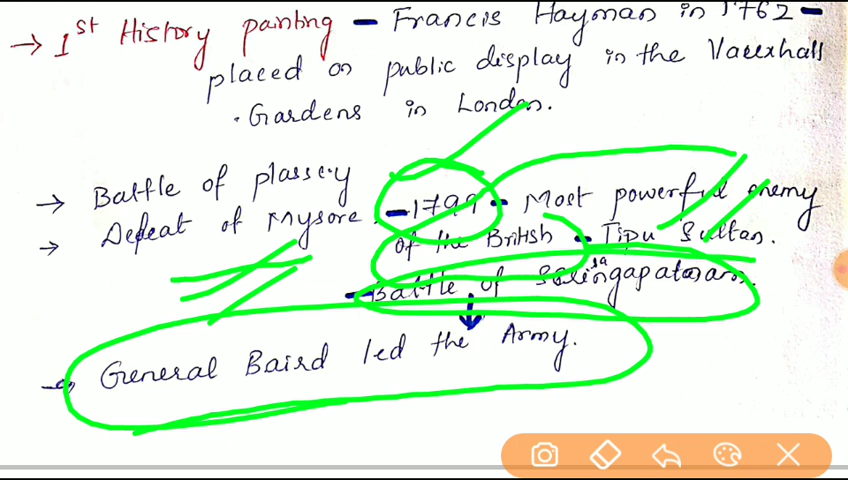 → 1st History painting – Francis Hayman in 1762 –
placed on public display in the Vauxhall
Gardens in London.
→ Battle of plassey
→ Defeat of Mysore – 1799 – Most powerful enemy
of the British – Tipu Sultan.
– Battle of
→ General Baird led the Army.